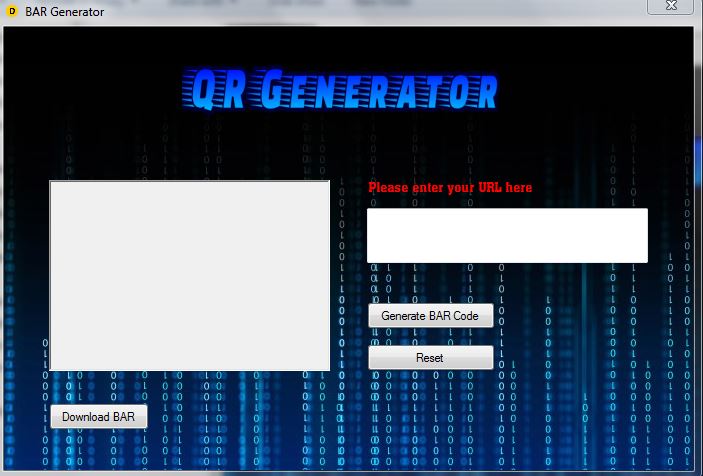 D BAR Generator
QR GENERATOR
Please enter your URL here
Generate BAR Code
Reset
Download BAR